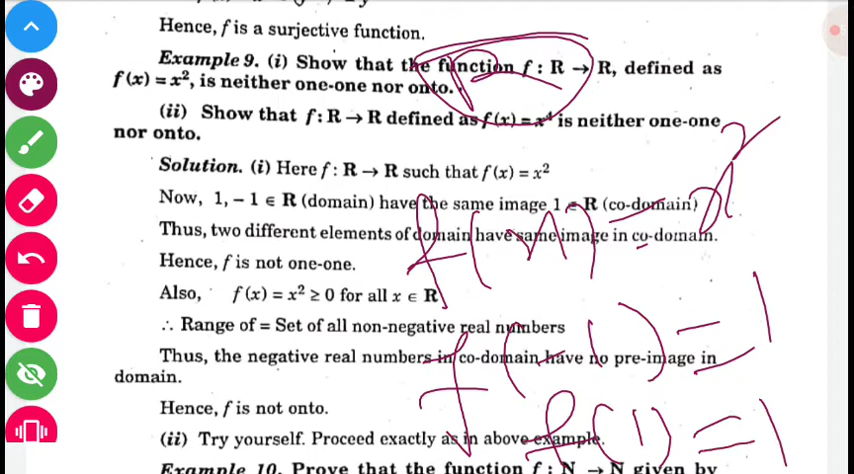 Hence, f is a surjective function.
Example 9. (i) Show that the function f : R → R, defined as
f(x) = x², is neither one-one nor onto.
(ii) Show that f : R → R defined as f(x) = x⁴ is neither one-one
nor onto.
Solution. (i) Here f : R → R such that f(x) = x²
Now, 1, – 1 ∈ R (domain) have the same image 1 ∈ R (co-domain)
Thus, two different elements of domain have same image in co-domain.
Hence, f is not one-one.
Also, f(x) = x² ≥ 0 for all x ∈ R
∴ Range of = Set of all non-negative real numbers
Thus, the negative real numbers in co-domain have no pre-image in
domain.
Hence, f is not onto.
(ii) Try yourself. Proceed exactly as in above example.
Example 10. Prove that the function f : N → N given by
f(x) = x²
f(-1) = 1
f(1) = 1